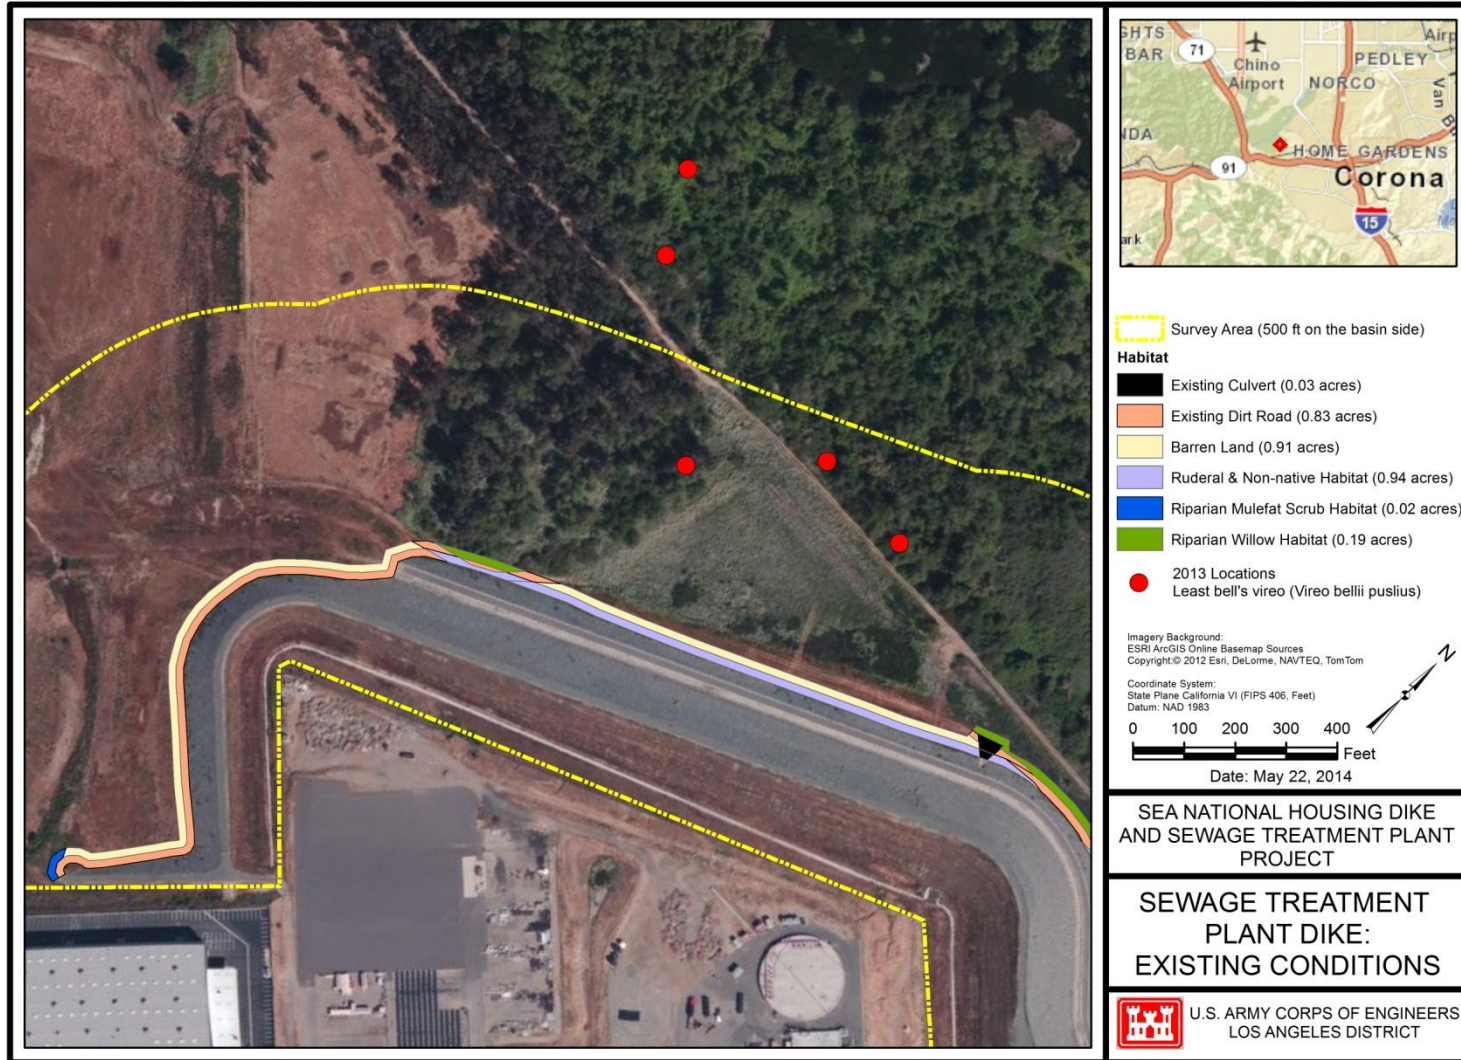 GHTS
BAR
71
Chino
Airport
Airp
PEDLEY
NORCO
Van Bu
NDA
HOME GARDENS
91
Corona
15
ark
Survey Area (500 ft on the basin side)
Habitat
Existing Culvert (0.03 acres)
Existing Dirt Road (0.83 acres)
Barren Land (0.91 acres)
Ruderal & Non-native Habitat (0.94 acres)
Riparian Mulefat Scrub Habitat (0.02 acres)
Riparian Willow Habitat (0.19 acres)
2013 Locations
Least bell's vireo (Vireo bellii puslius)
Imagery Background:
ESRI ArcGIS Online Basemap Sources
Copyright:© 2012 Esri, DeLorme, NAVTEQ, TomTom
Coordinate System:
State Plane California VI (FIPS 406, Feet)
Datum: NAD 1983
N
0 100 200 300 400
Feet
Date: May 22, 2014
SEA NATIONAL HOUSING DIKE
AND SEWAGE TREATMENT PLANT
PROJECT
SEWAGE TREATMENT
PLANT DIKE:
EXISTING CONDITIONS
U.S. ARMY CORPS OF ENGINEERS
LOS ANGELES DISTRICT